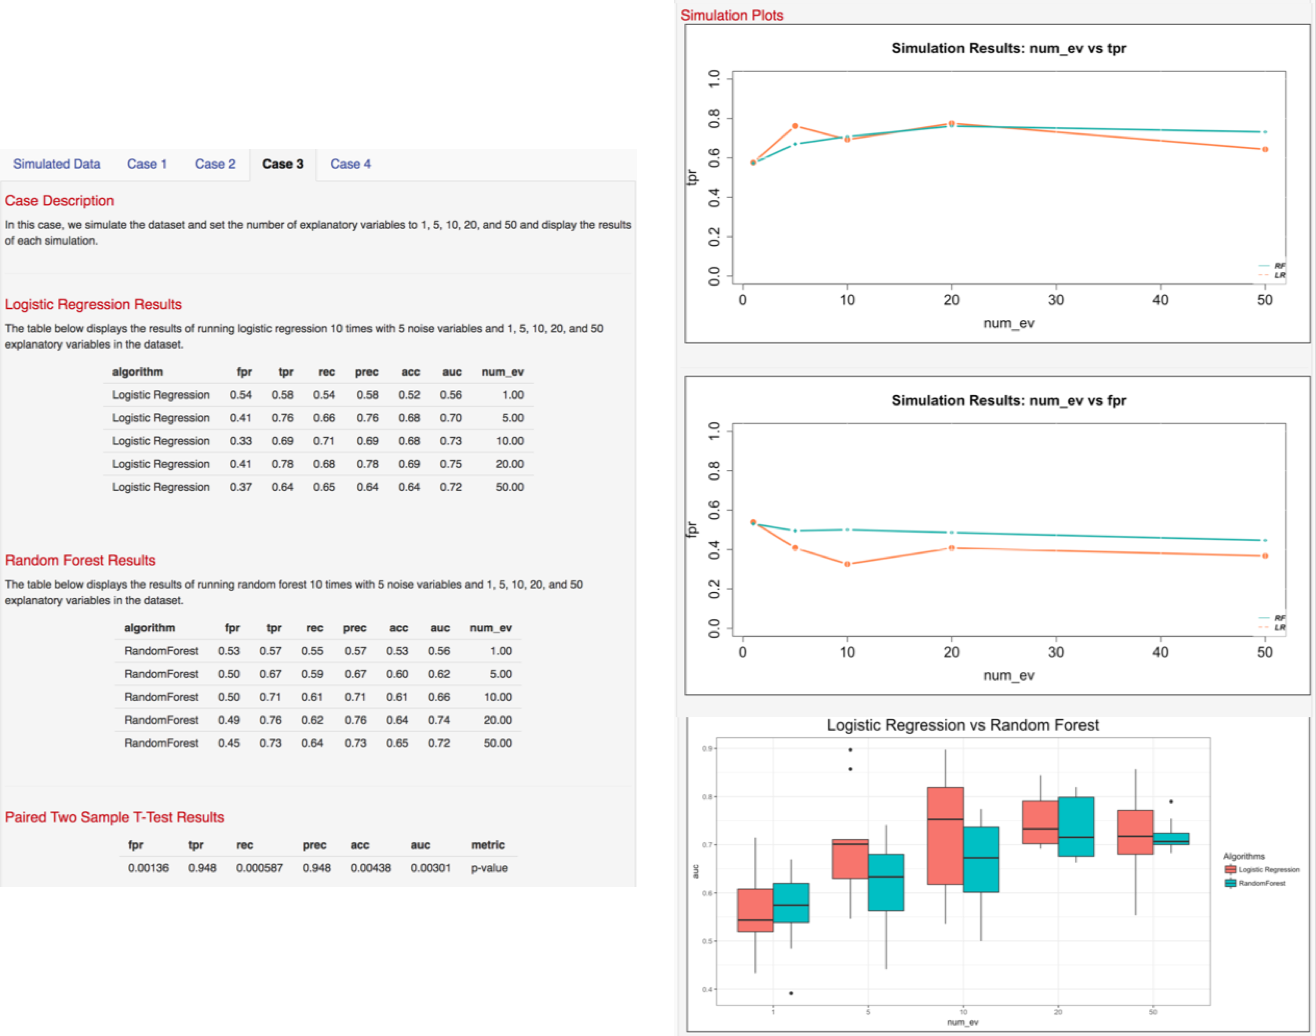 Simulated Data Case 1 Case 2 Case 3 Case 4
Case Description
In this case, we simulate the dataset and set the number of explanatory variables to 1, 5, 10, 20, and 50 and display the results
of each simulation.
Logistic Regression Results
The table below displays the results of running logistic regression 10 times with 5 noise variables and 1, 5, 10, 20, and 50
explanatory variables in the dataset.
algorithm fpr tpr rec prec acc auc num_ev
Logistic Regression 0.54 0.58 0.54 0.58 0.52 0.56 1.00
Logistic Regression 0.41 0.76 0.66 0.76 0.68 0.70 5.00
Logistic Regression 0.33 0.69 0.71 0.69 0.68 0.73 10.00
Logistic Regression 0.41 0.78 0.68 0.78 0.69 0.75 20.00
Logistic Regression 0.37 0.64 0.65 0.64 0.64 0.72 50.00
Random Forest Results
The table below displays the results of running random forest 10 times with 5 noise variables and 1, 5, 10, 20, and 50
explanatory variables in the dataset.
algorithm fpr tpr rec prec acc auc num_ev
RandomForest 0.53 0.57 0.55 0.57 0.53 0.56 1.00
RandomForest 0.50 0.67 0.59 0.67 0.60 0.62 5.00
RandomForest 0.50 0.71 0.61 0.71 0.61 0.66 10.00
RandomForest 0.49 0.76 0.62 0.76 0.64 0.74 20.00
RandomForest 0.45 0.73 0.64 0.73 0.65 0.72 50.00
Paired Two Sample T-Test Results
fpr tpr rec prec acc auc metric
0.00136 0.948 0.000587 0.948 0.00438 0.00301 p-value
Simulation Plots
Simulation Results: num_ev vs tpr
tpr
1.0
0.8
0.6
0.4
0.2
0.0
RF
LR
0 10 20 30 40 50
num_ev
Simulation Results: num_ev vs fpr
fpr
1.0
0.8
0.6
0.4
0.2
0.0
RF
LR
0 10 20 30 40 50
num_ev
Logistic Regression vs Random Forest
auc
0.9
0.8
0.7
0.6
0.5
0.4
1 5 10 20 50
num_ev
Algorithms
Logistic Regression
RandomForest